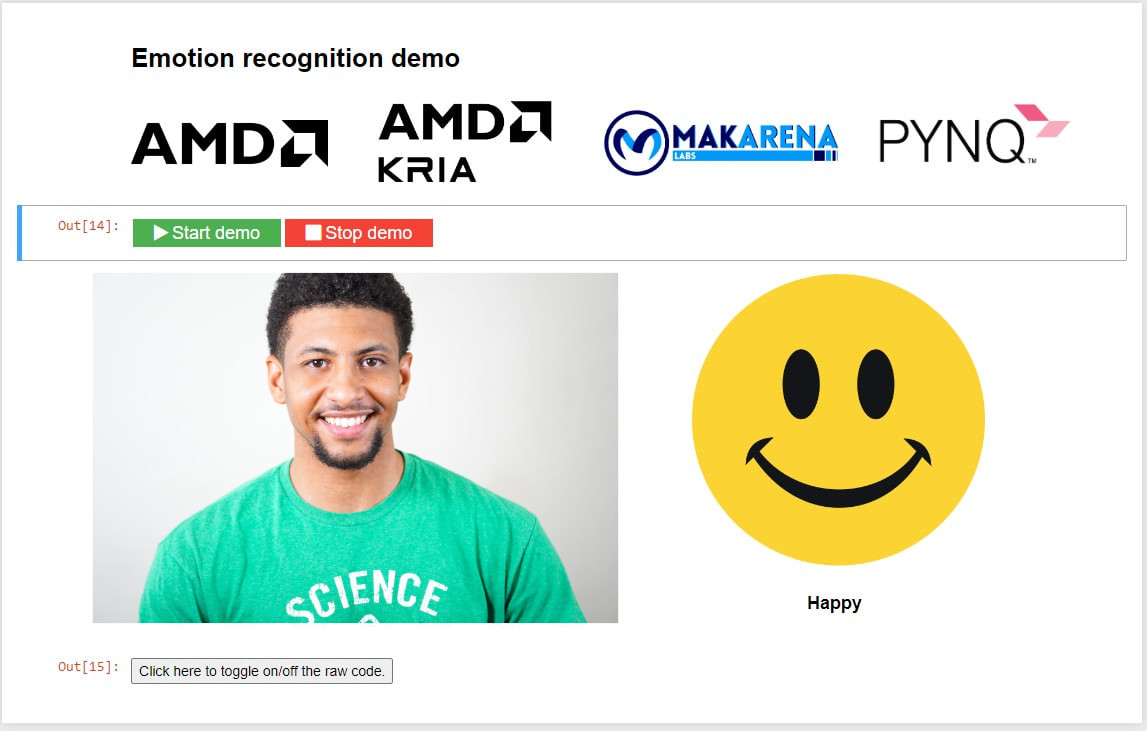 Emotion recognition demo
AMD
AMD
KRIA
MAKARENA
LABS
PYNQ™
Out[14]:
Start demo
Stop demo
SCIENCE
Happy
Out[15]:
Click here to toggle on/off the raw code.